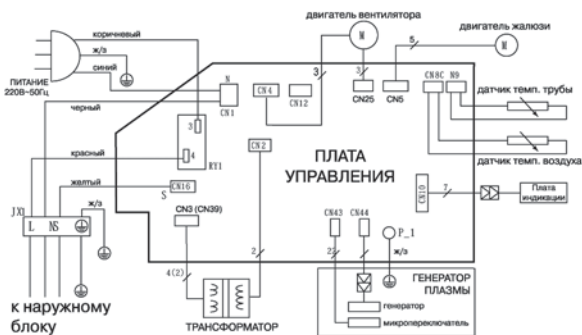 коричневый
ж/з
синий
ПИТАНИЕ
220В~50Гц
черный
красный
желтый
ж/з
JX1
L
NS
к наружному
блоку
двигатель вентилятора
M
двигатель жалюзи
M
5
3
3
N
CN1
CN4
CN12
CN25
CN5
CN8C
N9
датчик темп. трубы
датчик темп. воздуха
3
4
RY1
CN2
ПЛАТА
УПРАВЛЕНИЯ
S
CN16
CN3 (CN39)
CN10
7
Плата
индикации
CN43
CN44
P_1
ж/з
2
22
4(2)
ТРАНСФОРМАТОР
ГЕНЕРАТОР
ПЛАЗМЫ
генератор
микропереключатель